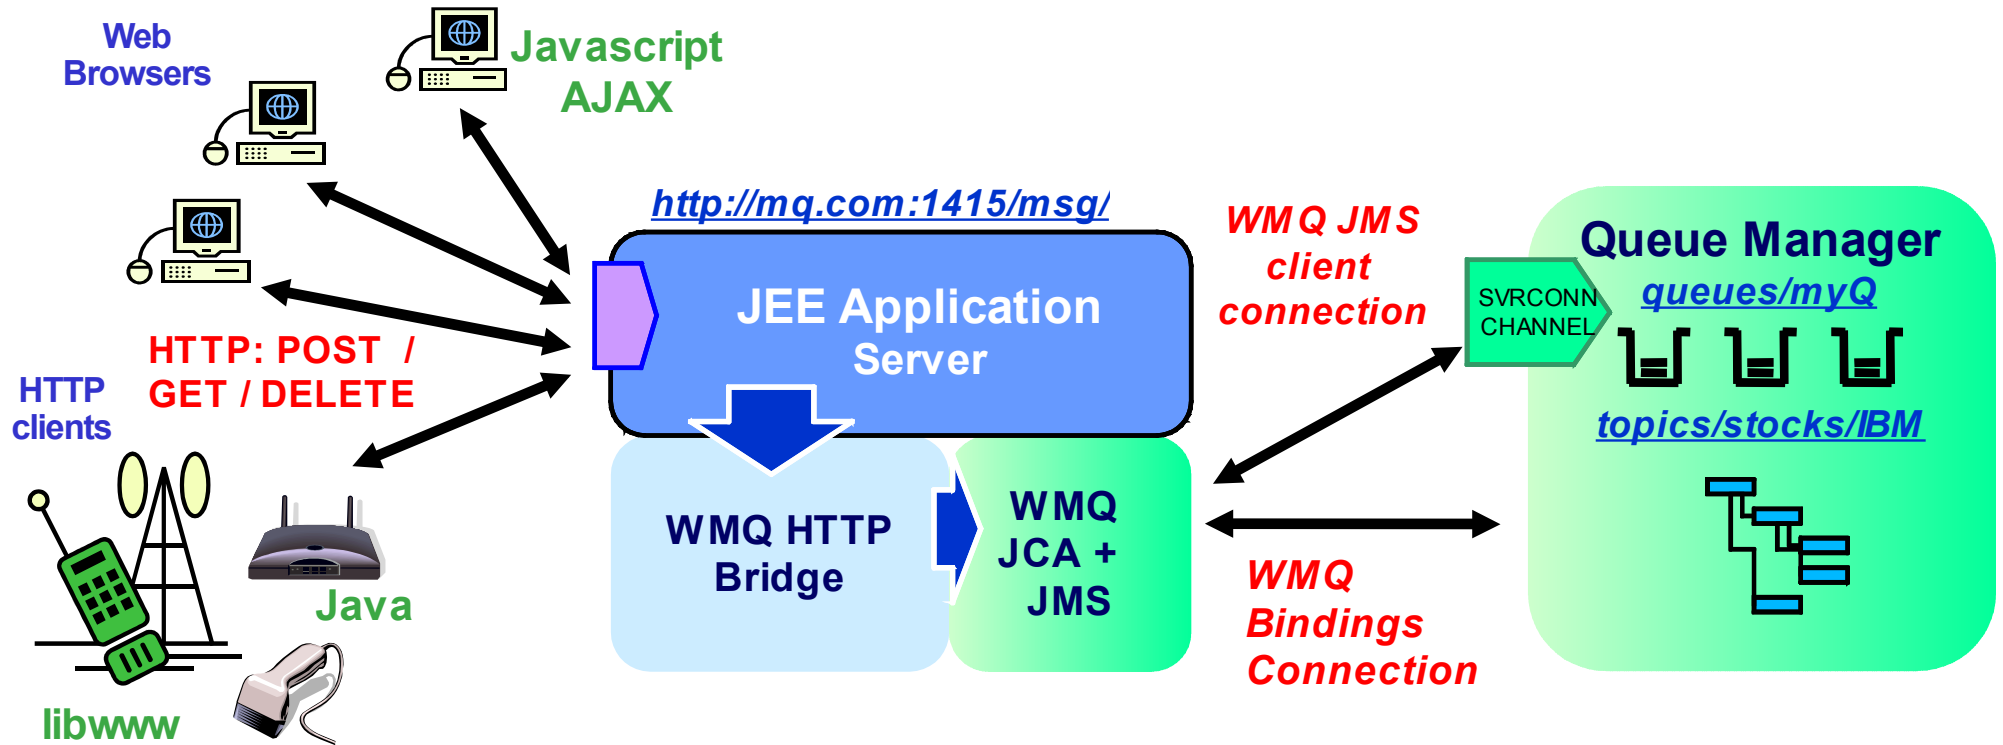 Web
Browsers
Javascript
AJAX
http://mq.com:1415/msg/
JEE Application
Server
HTTP: POST /
GET / DELETE
HTTP
clients
Java
libwww
WMQ HTTP
Bridge
WMQ
JCA +
JMS
WMQ JMS
client
connection
WMQ
Bindings
Connection
SVRCONN
CHANNEL
Queue Manager
queues/myQ
topics/stocks/IBM